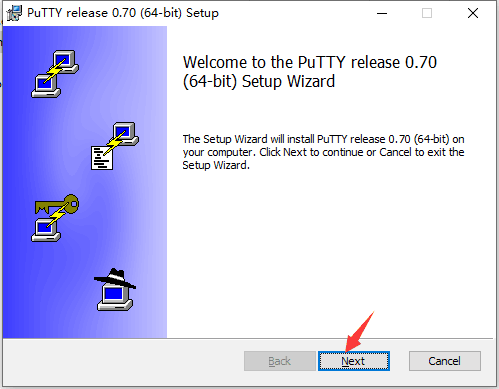 PuTTY release 0.70 (64-bit) Setup
Welcome to the PuTTY release 0.70
(64-bit) Setup Wizard
The Setup Wizard will install PuTTY release 0.70 (64-bit) on
your computer. Click Next to continue or Cancel to exit the
Setup Wizard.
Back
Next
Cancel